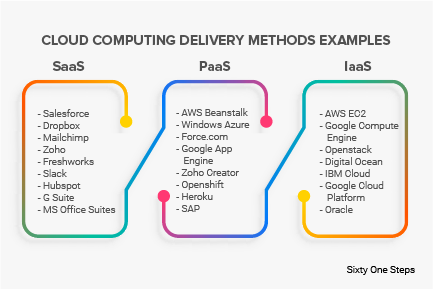 CLOUD COMPUTING DELIVERY METHODS EXAMPLES
SaaS
- Salesforce
- Dropbox
- Mailchimp
- Zoho
- Freshworks
- Slack
- Hubspot
- G Suite
- MS Office Suites
PaaS
- AWS Beanstalk
- Windows Azure
- Force.com
- Google App
Engine
- Zoho Creator
- Openshift
- Heroku
- SAP
IaaS
- AWS EC2
- Google Compute
Engine
- Openstack
- Digital Ocean
- IBM Cloud
- Google Cloud
Platform
- Oracle
Sixty One Steps